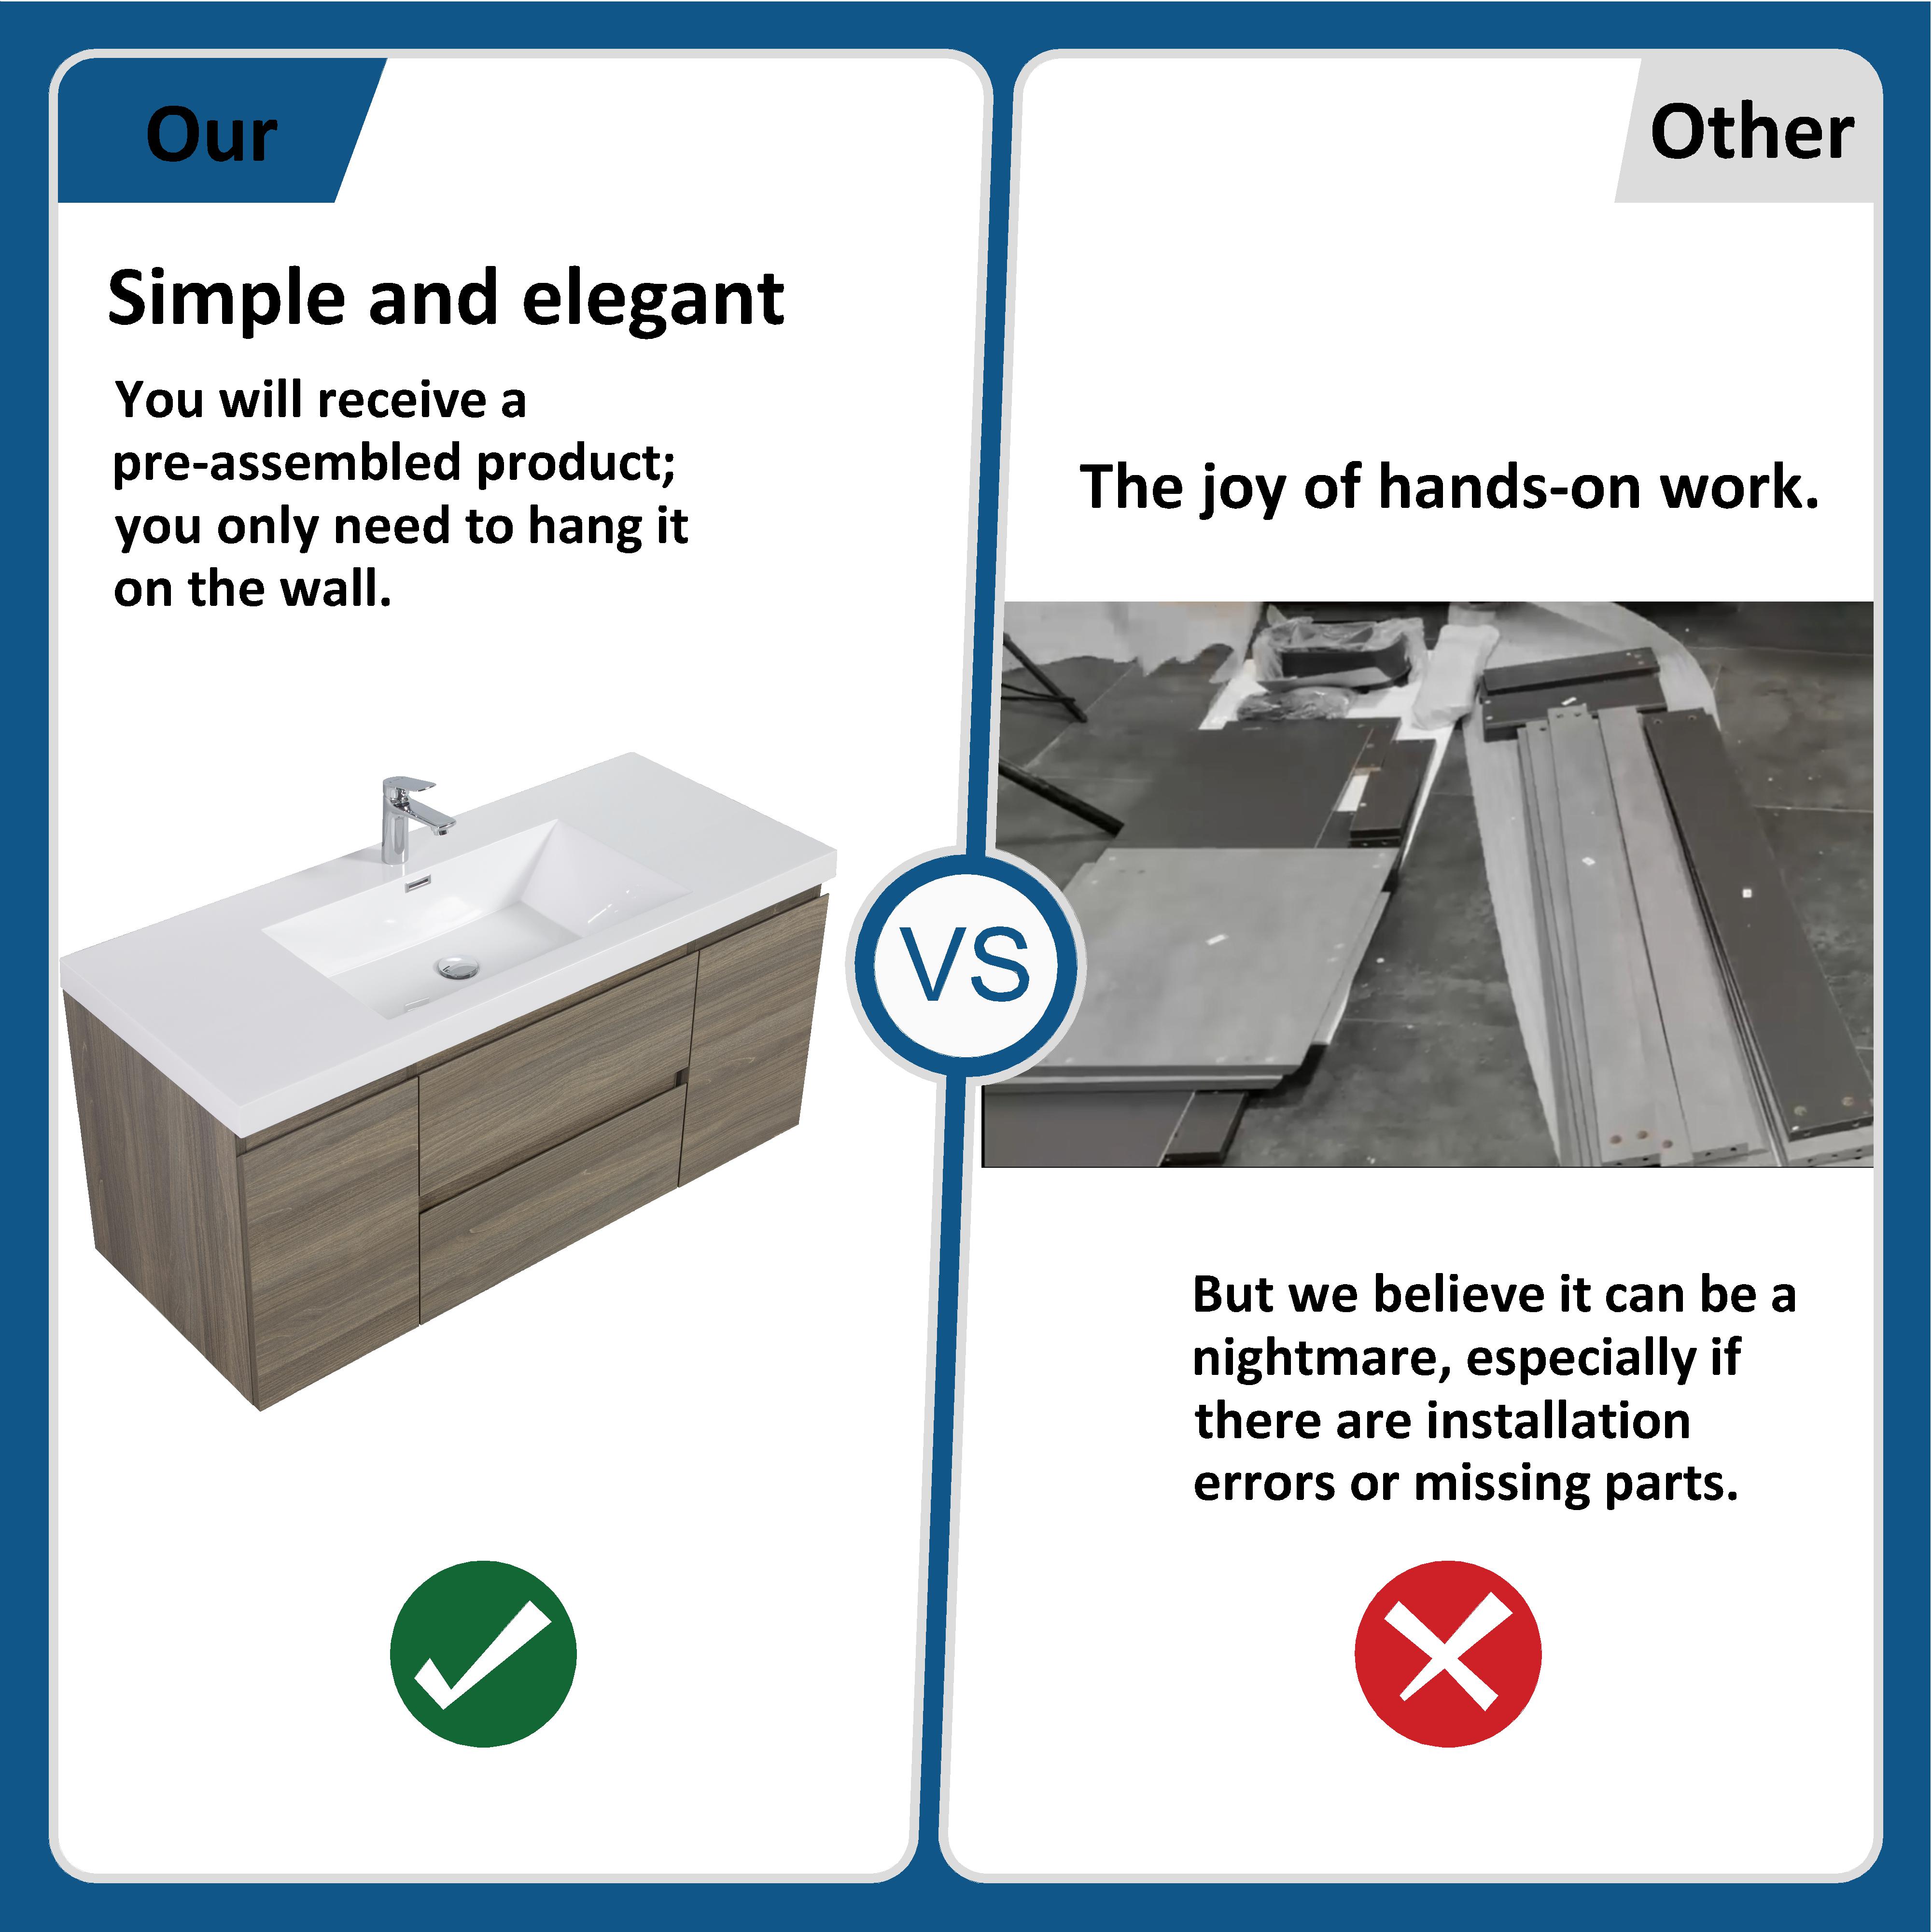 Our
Simple and elegant
You will receive a
pre-assembled product;
you only need to hang it
on the wall.
VS
Other
The joy of hands-on work.
But we believe it can be a
nightmare, especially if
there are installation
errors or missing parts.